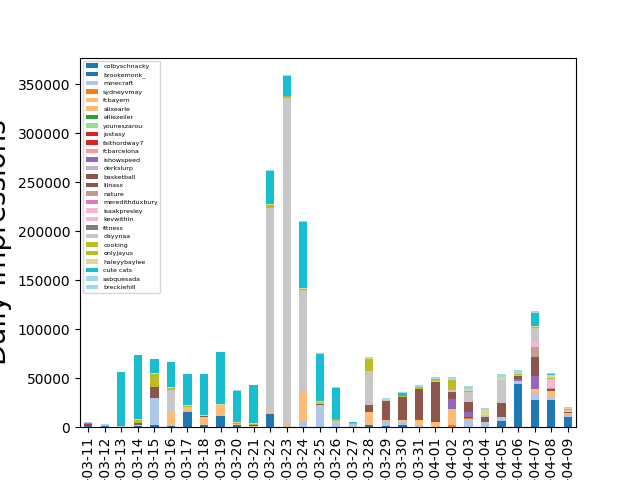 Daily Impressions
350000
300000
250000
200000
150000
100000
50000
0
colbyschnacky
brookemonk_
minecraft
sydneyvmay
fcbayern
alixearle
elliezeiler
youneszarou
jostasy
faithordway7
fcbarcelona
ishowspeed
derkslurp
basketball
illnasx
nature
meredithduxbury
isaakpresley
kevwithin
fitness
dayynaa
cooking
onlyjayus
haleyybaylee
cute cats
sabquesada
breckiehill
03-11
03-12
03-13
03-14
03-15
03-16
03-17
03-18
03-19
03-20
03-21
03-22
03-23
03-24
03-25
03-26
03-27
03-28
03-29
03-30
03-31
04-01
04-02
04-03
04-04
04-05
04-06
04-07
04-08
04-09